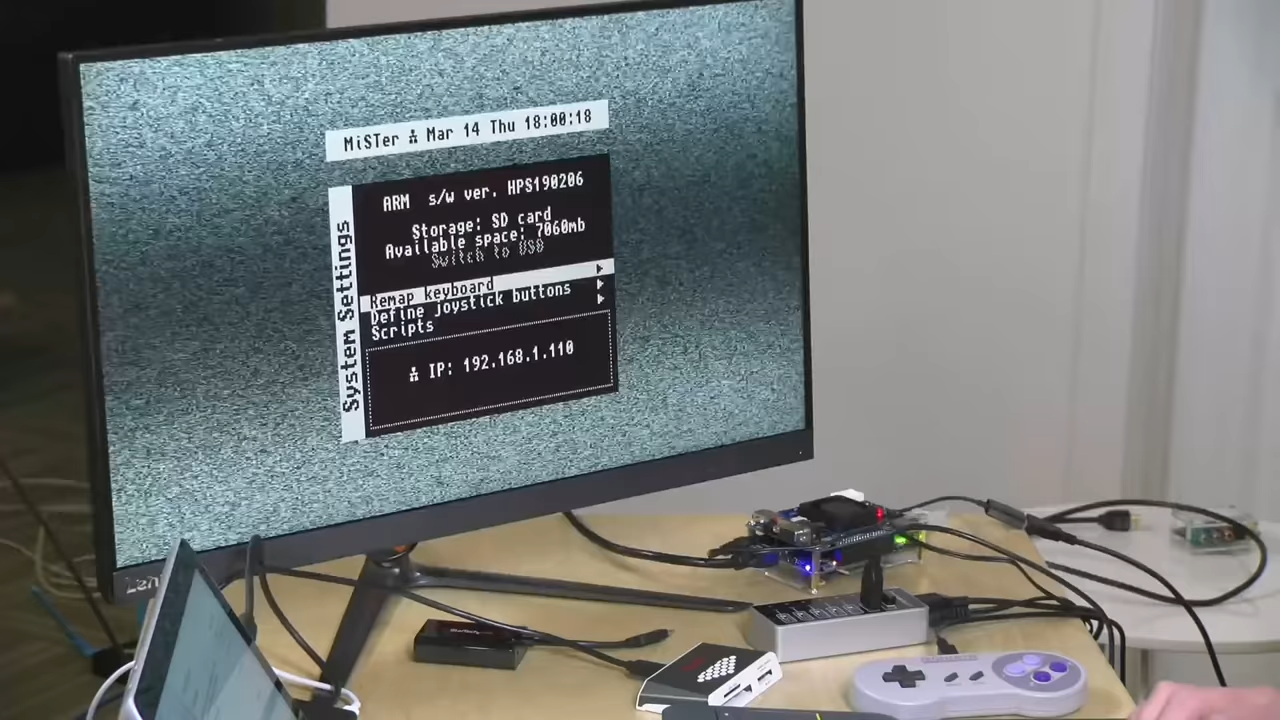 MiSTer Mar 14 Thu 18:00:18
System Settings
ARM s/w ver. HPS190206
Storage: SD card
Available space: 7060mb
Switch to USB
Remap keyboard
Define joystick buttons
Scripts
IP: 192.168.1.110